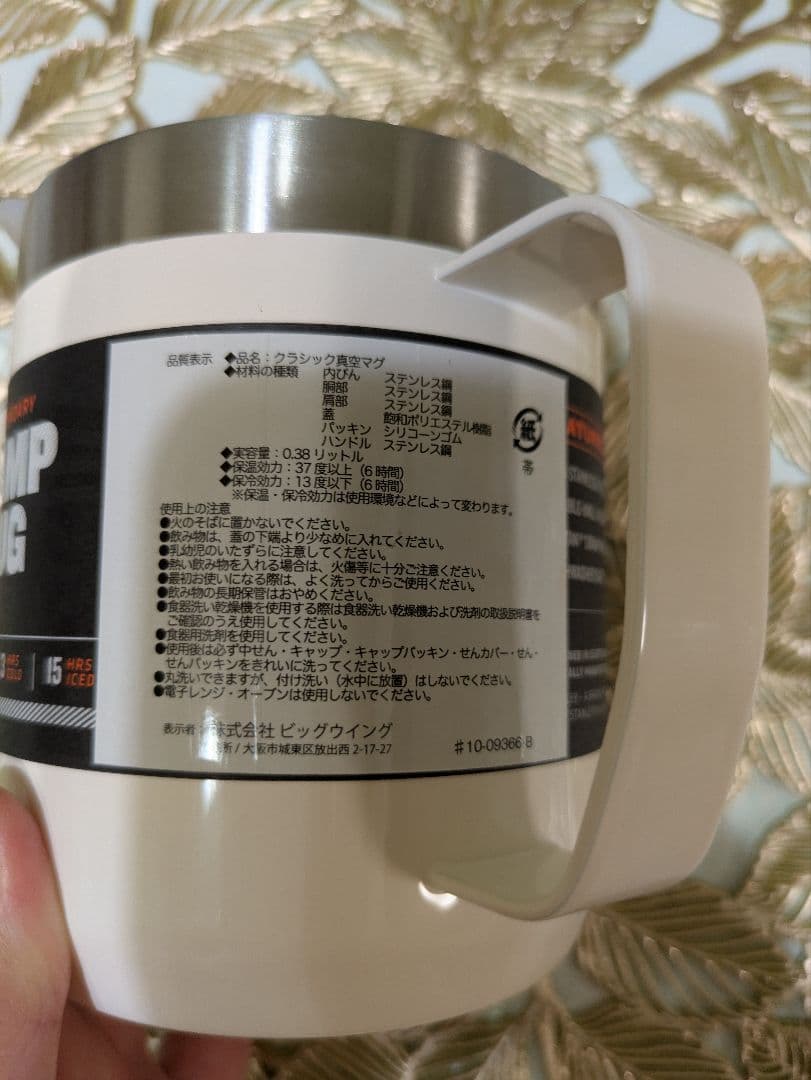 品質表示 ◆品名：クラシック真空マグ
◆材料の種類 内びん ステンレス鋼
胴部 ステンレス鋼
肩部 ステンレス鋼
蓋 飽和ポリエステル樹脂
パッキン シリコーンゴム
ハンドル ステンレス鋼
◆実容量：0.38 リットル
◆保温効力：37 度以上（6 時間）
◆保冷効力：13 度以下（6 時間）
※保温・保冷効力は使用環境などによって変わります。
紙
帯
使用上の注意
●火のそばに置かないでください。
●飲み物は、蓋の下端より少なめに入れてください。
●乳幼児のいたずらに注意してください。
●熱い飲み物を入れる場合は、火傷等に十分ご注意ください。
●最初お使いになる際は、よく洗ってからご使用ください。
●飲み物の長期保管はおやめください。
●食器洗い乾燥機を使用する際は食器洗い乾燥機および洗剤の取扱説明書を
ご確認のうえ使用してください。
●食器用洗剤を使用してください。
●使用後は必ず中せん・キャップ・キャップパッキン・せんカバー・せん・
せんパッキンをきれいに洗ってください。
●丸洗いできますが、付け洗い（水中に放置）はしないでください。
●電子レンジ・オーブンは使用しないでください。
表示者：株式会社 ビッグウイング
所 / 大阪市城東区放出西 2-17-27
♯10-09366 B
MP
UG
HRS
COLD
15 HRS
ICED